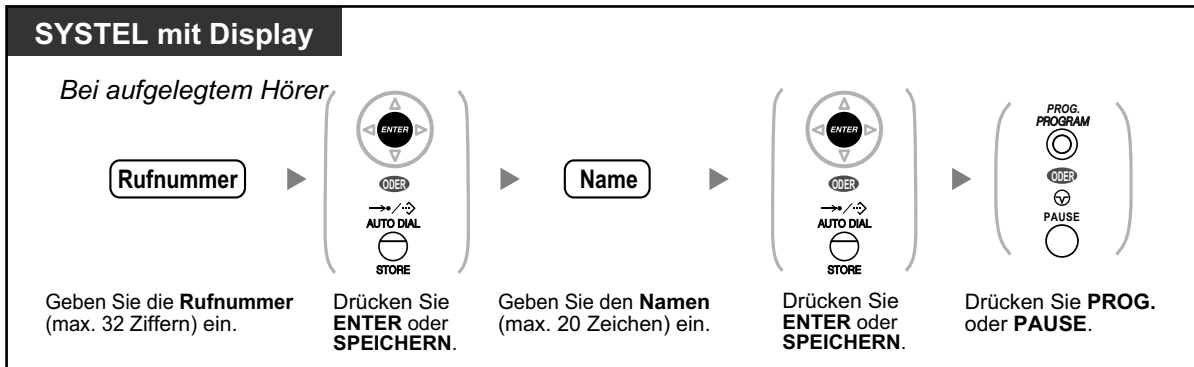 SYSTEL mit Display
Bei aufgelegtem Hörer
Rufnummer
ENTER
ODER
AUTO DIAL
STORE
Name
ENTER
ODER
AUTO DIAL
STORE
PROG.
PROGRAM
ODER
PAUSE
Geben Sie die Rufnummer
(max. 32 Ziffern) ein.
Drücken Sie
ENTER oder
SPEICHERN.
Geben Sie den Namen
(max. 20 Zeichen) ein.
Drücken Sie
ENTER oder
SPEICHERN.
Drücken Sie PROG.
oder PAUSE.